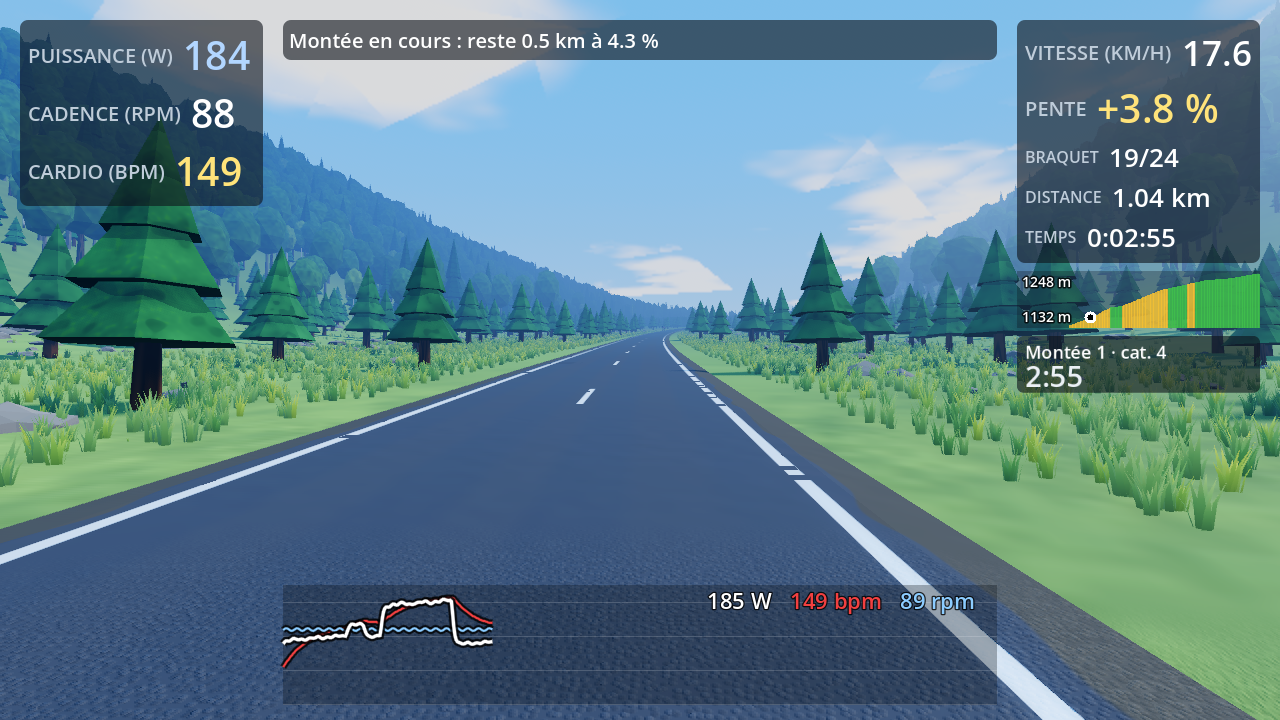 PUISSANCE (W) 184
CADENCE (RPM) 88
CARDIO (BPM) 149
Montée en cours : reste 0.5 km à 4.3 %
VITESSE (KM/H) 17.6
PENTE +3.8 %
BRAQUET 19/24
DISTANCE 1.04 km
TEMPS 0:02:55
1248 m
1132 m
Montée 1 · cat. 4
2:55
185 W 149 bpm 89 rpm